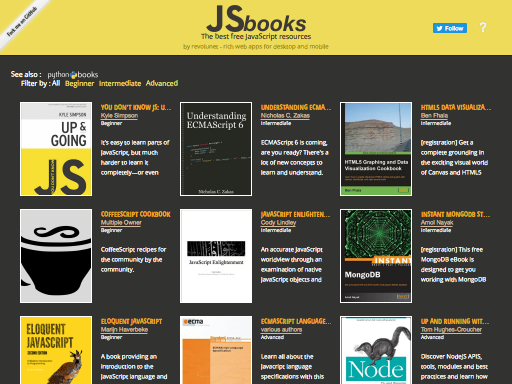 Fork me on GitHub
JSbooks
The best free JavaScript resources
by revolunet - rich web apps for desktop and mobile
Follow
?
See also : python books
Filter by : All Beginner Intermediate Advanced
KYLE SIMPSON
UP &
GOING
JS
YOU DON'T KNOW JS: U...
Kyle Simpson
Beginner
It's easy to learn parts of
JavaScript, but much
harder to learn it
completely—or even
Understanding
ECMAScript 6
Nicholas C. Zakas
UNDERSTANDING ECMA...
Nicholas C. Zakas
Intermediate
ECMAScript 6 is coming,
are you ready? There's a
lot of new concepts to
learn and understand.
HTML5 Graphing and Data
Visualization Cookbook
Ben Fhala
HTML5 DATA VISUALIZA...
Ben Fhala
Intermediate
[registration] Get a
complete grounding in
the exciting visual world
of Canvas and HTML5
COFFEESCRIPT COOKBOOK
Multiple Owner
Beginner
CoffeeScript recipes for
the community by the
community.
JavaScript Enlightenment
JAVASCRIPT ENLIGHTEN...
Cody Lindley
Intermediate
An accurate JavaScript
worldview through an
examination of native
JavaScript objects and
INSTANT
MongoDB
INSTANT MONGODB ST...
Amol Nayak
Intermediate
[registration] This free
MongoDB eBook is
designed to get you
working with MongoDB
ELOQUENT
JAVASCRIPT
SECOND EDITION
ELOQUENT JAVASCRIPT
Marijn Haverbeke
Beginner
A book providing an
introduction to the
JavaScript language and
ecma
ECMASCRIPT LANGUAGE...
various authors
Advanced
Learn all about the
Javacript language
specifications with this
Node
UP AND RUNNING WIT...
Tom Hughes-Croucher
Advanced
Discover NodeJS APIS,
tools, modules and best
practices and learn how